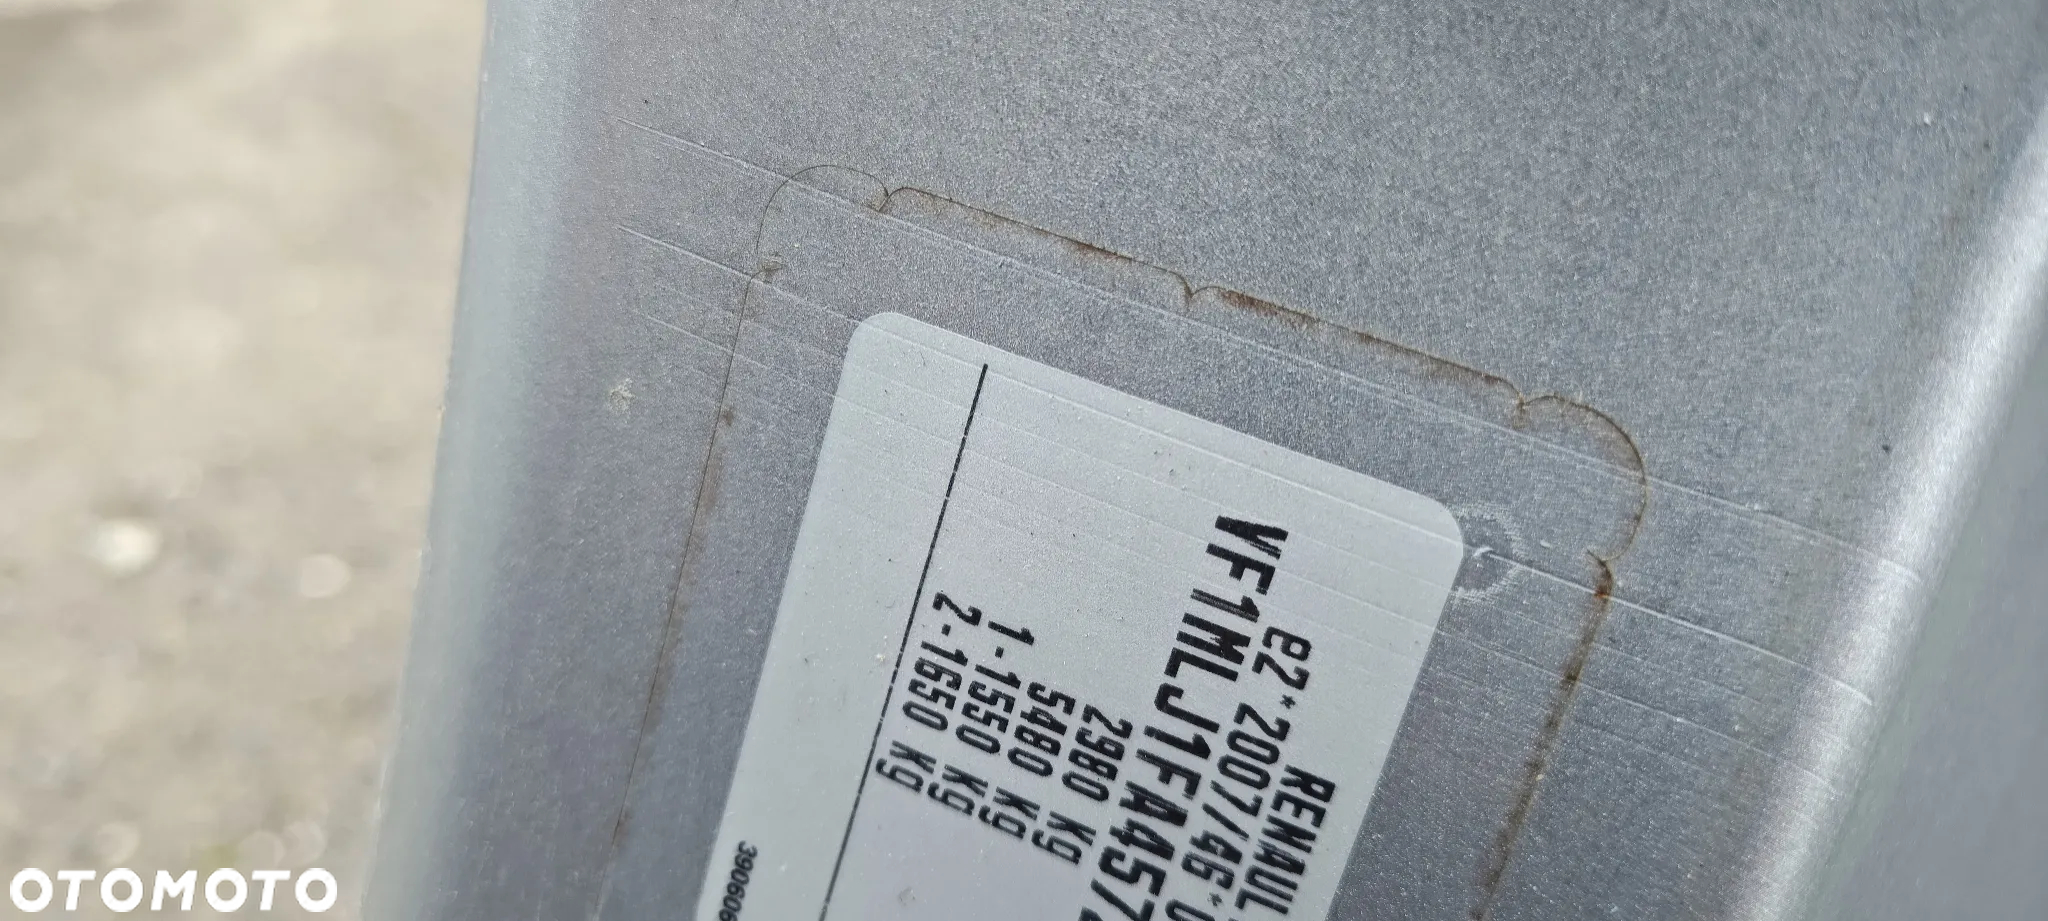 RENAUL
e2*2007/46*0
VF1MLJ1FA457
2980 kg
5480 kg
1-1550 kg
2-1650 kg
390606
OTOMOTO